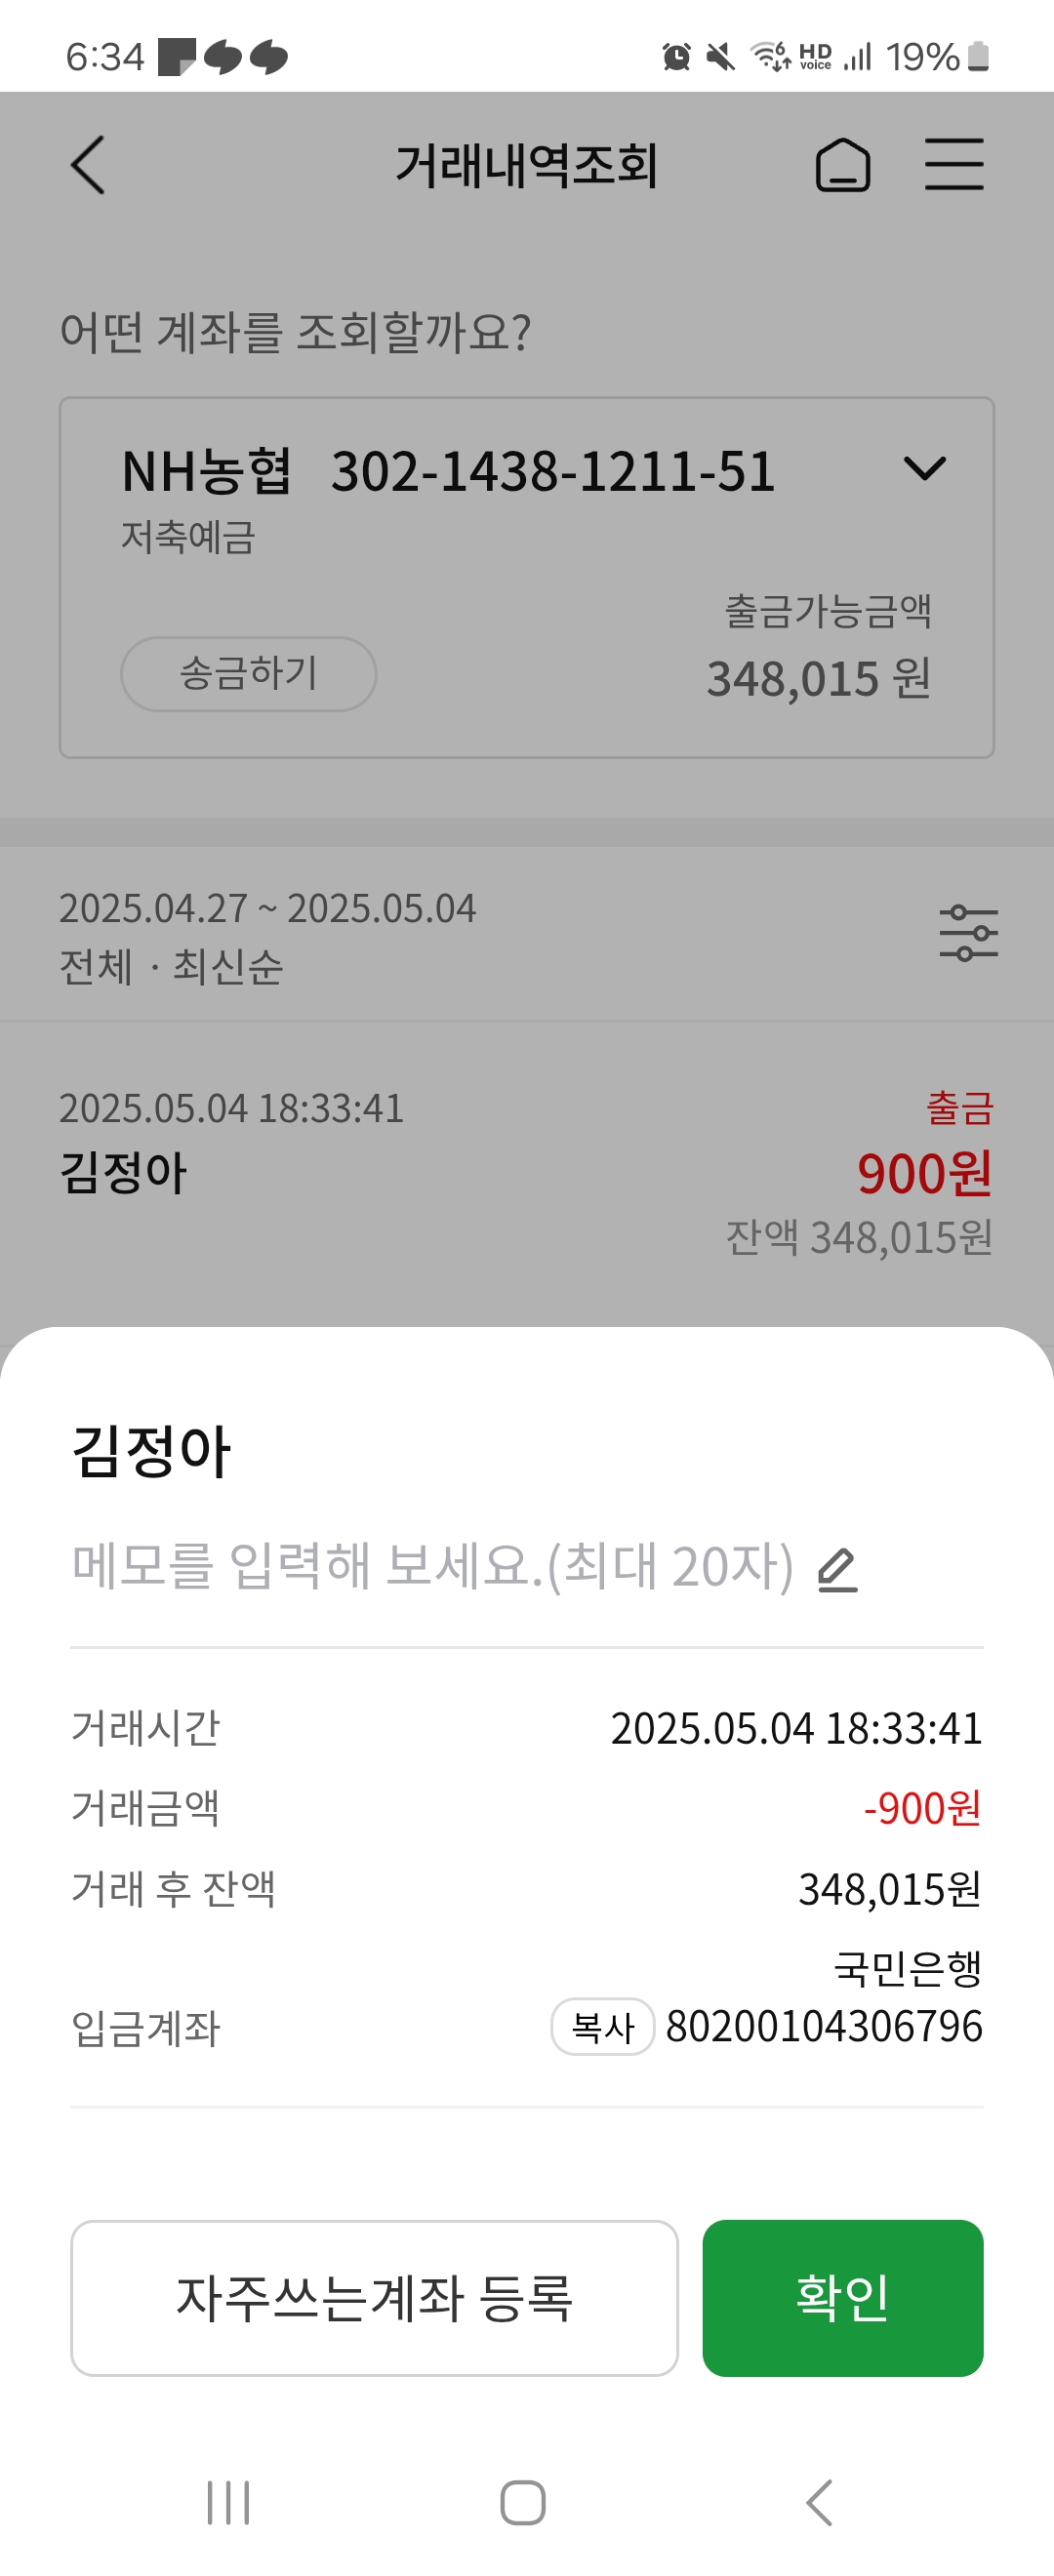 6:34 6 HD voice 19%
거래내역조회
어떤 계좌를 조회할까요?
NH농협 302-1438-1211-51
저축예금
출금가능금액
송금하기 348,015 원
2025.04.27 ~ 2025.05.04
전체 · 최신순
2025.05.04 18:33:41 출금
김정아 900원
잔액 348,015원
김정아
메모를 입력해 보세요.(최대 20자)
거래시간 2025.05.04 18:33:41
거래금액 -900원
거래 후 잔액 348,015원
국민은행
입금계좌 복사 80200104306796
자주쓰는계좌 등록 확인